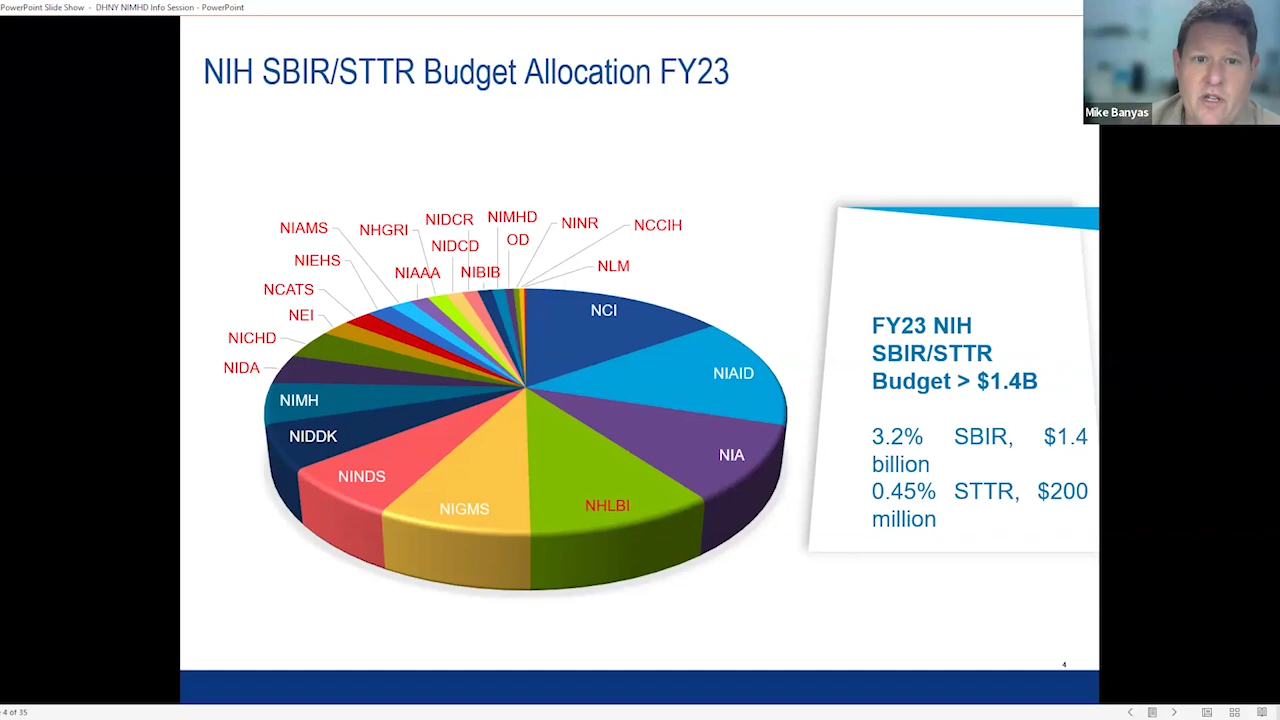 PowerPoint Slide Show - DHNY NIMHD Info Session - PowerPoint
NIH SBIR/STTR Budget Allocation FY23
Mike Banyas
NIAMS
NHGRI
NIDCR
NIMHD
NINR
NCCIH
NIDCD
OD
NIEHS
NIAAA
NIBIB
NLM
NCATS
NEI
NICHD
NIDA
NCI
NIAID
NIMH
NIDDK
NIA
NINDS
NIGMS
NHLBI
FY23 NIH
SBIR/STTR
Budget > $1.4B
3.2% SBIR, $1.4
billion
0.45% STTR, $200
million
4
4 of 35